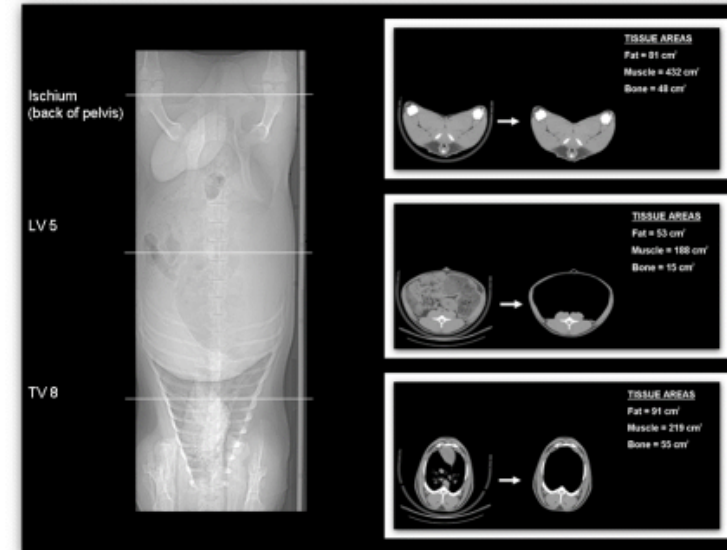 Ischium
(back of pelvis)
LV 5
TV 8
TISSUE AREAS
Fat = 81 cm²
Muscle = 432 cm²
Bone = 48 cm²
TISSUE AREAS
Fat = 53 cm²
Muscle = 188 cm²
Bone = 15 cm²
TISSUE AREAS
Fat = 91 cm²
Muscle = 219 cm²
Bone = 55 cm²